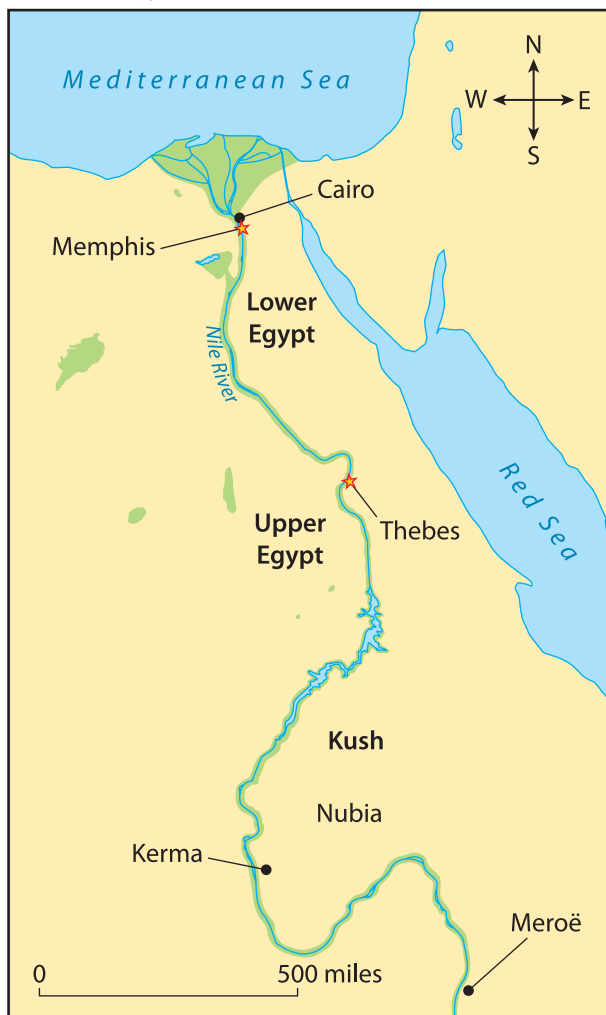 Mediterranean Sea
N
W
E
S
Cairo
Memphis
Lower
Egypt
Nile River
Red Sea
Thebes
Upper
Egypt
Kush
Nubia
Kerma
Meroë
0
500 miles